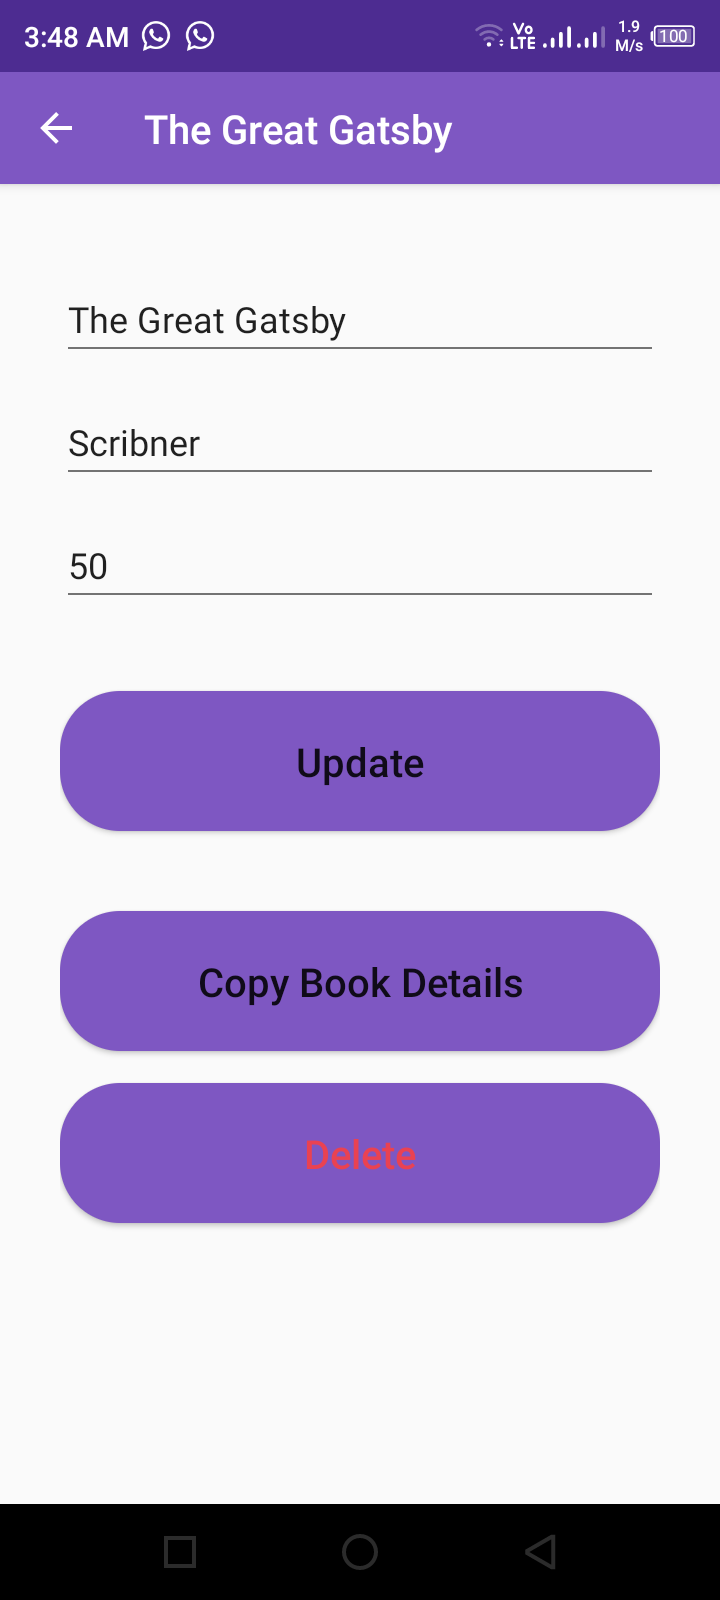 3:48 AM
Vo LTE
1.9 M/s
100
The Great Gatsby
The Great Gatsby
Scribner
50
Update
Copy Book Details
Delete